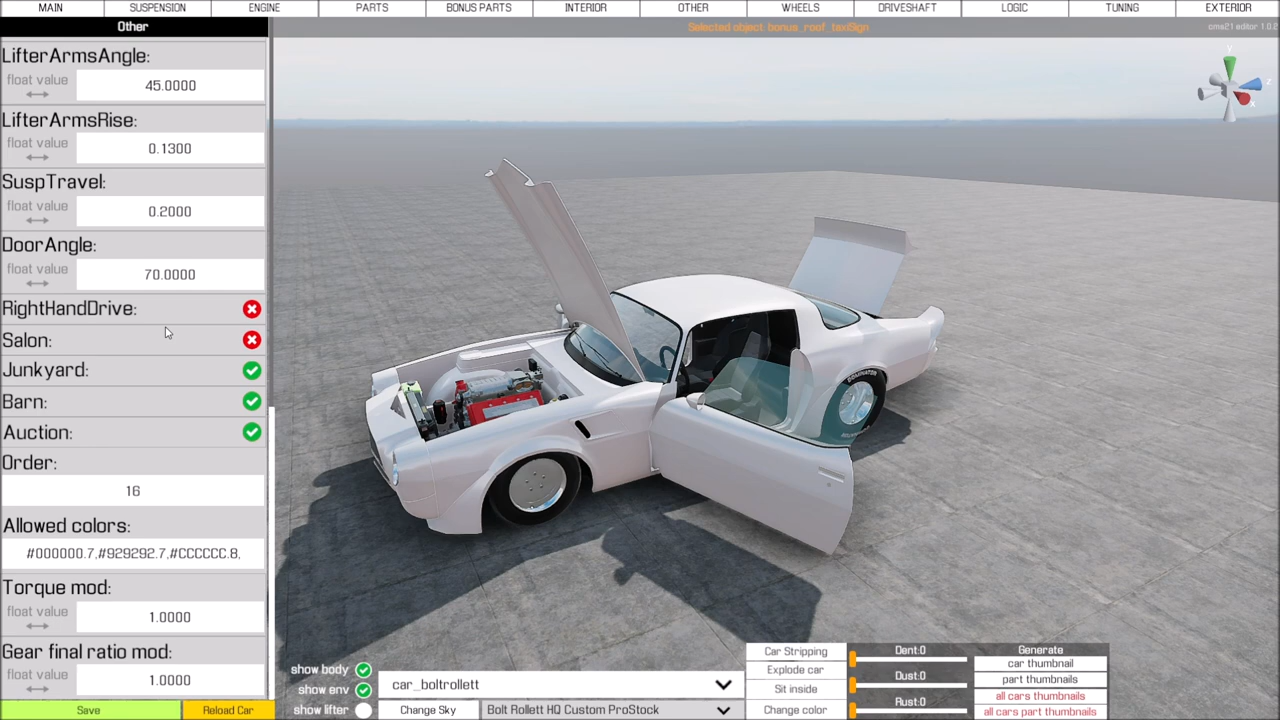 MAIN SUSPENSION ENGINE PARTS BONUS PARTS INTERIOR OTHER WHEELS DRIVESHAFT LOGIC TUNING EXTERIOR
Other
Selected object: bonus_roof_taxiSign
LifterArmsAngle:
float value
45.0000
LifterArmsRise:
float value
0.1300
SuspTravel:
float value
0.2000
DoorAngle:
float value
70.0000
RightHandDrive:
Salon:
Junkyard:
Barn:
Auction:
Order:
16
Allowed colors:
#000000.7,#929292.7,#CCCCCC.8,
Torque mod:
float value
1.0000
Gear final ratio mod:
float value
1.0000
Save Reload Car
show body
show env
show lifter
car_boltrollett
Change Sky
Bolt Rollett HQ Custom ProStock
Car Stripping
Explode car
Sit inside
Change color
Dent:0
Dust:0
Rust:0
Generate
car thumbnail
part thumbnails
all cars thumbnails
all cars part thumbnails
y
z
x